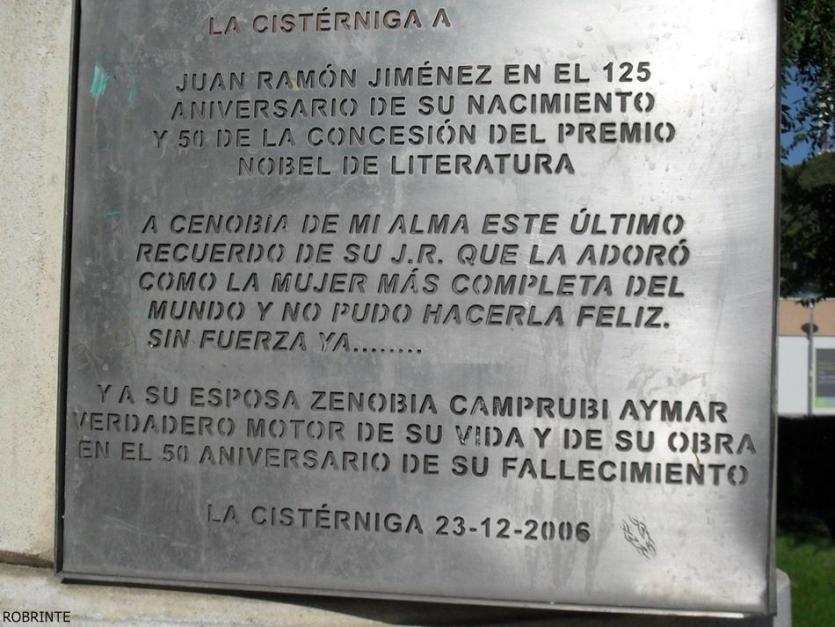 LA CISTÉRNIGA A
JUAN RAMÓN JIMÉNEZ EN EL 125
ANIVERSARIO DE SU NACIMIENTO
Y 50 DE LA CONCESIÓN DEL PREMIO
NOBEL DE LITERATURA
A CENOBIA DE MI ALMA ESTE ÚLTIMO
RECUERDO DE SU J.R. QUE LA ADORÓ
COMO LA MUJER MÁS COMPLETA DEL
MUNDO Y NO PUDO HACERLA FELIZ.
SIN FUERZA YA........
Y A SU ESPOSA ZENOBIA CAMPRUBI AYMAR
VERDADERO MOTOR DE SU VIDA Y DE SU OBRA
EN EL 50 ANIVERSARIO DE SU FALLECIMIENTO
LA CISTÉRNIGA 23-12-2006
ROBRINTE